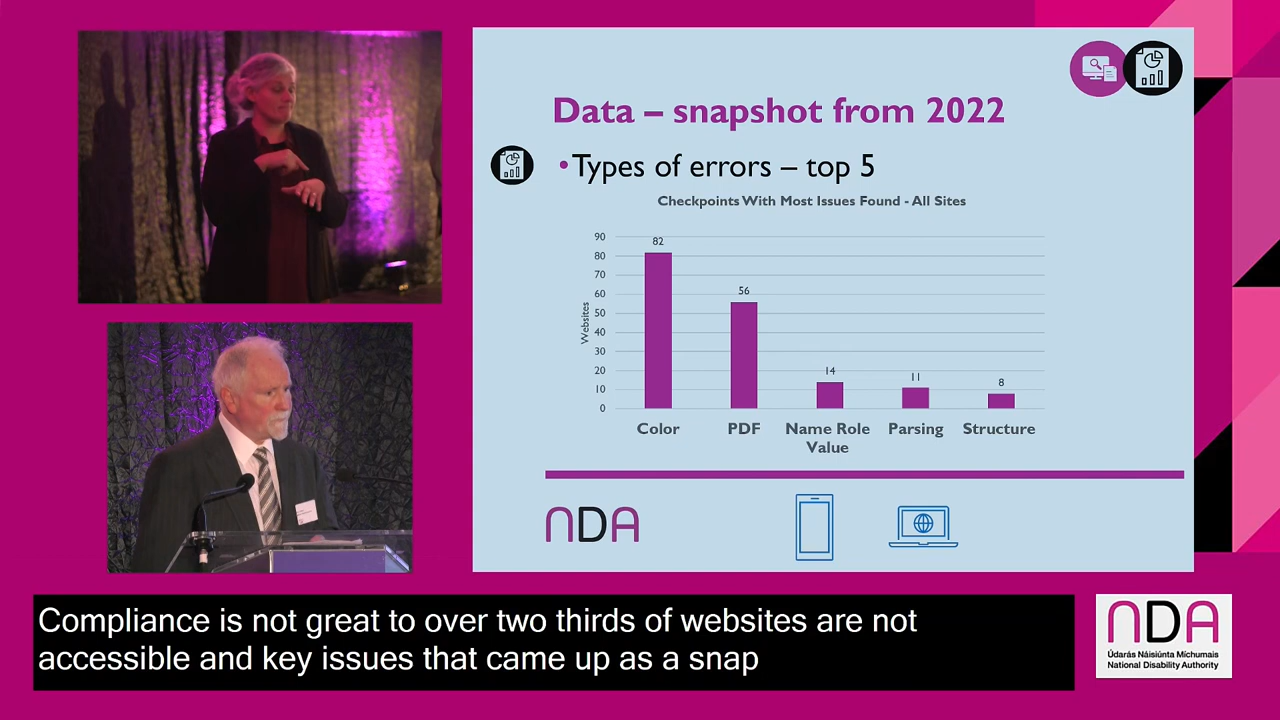 Data – snapshot from 2022
•Types of errors – top 5
Checkpoints With Most Issues Found - All Sites
Websites
90
80
70
60
50
40
30
20
10
0
82
56
14
11
8
Color
PDF
Name Role
Value
Parsing
Structure
NDA
Compliance is not great to over two thirds of websites are not
accessible and key issues that came up as a snap
NDA
Údarás Náisiúnta Míchumais
National Disability Authority